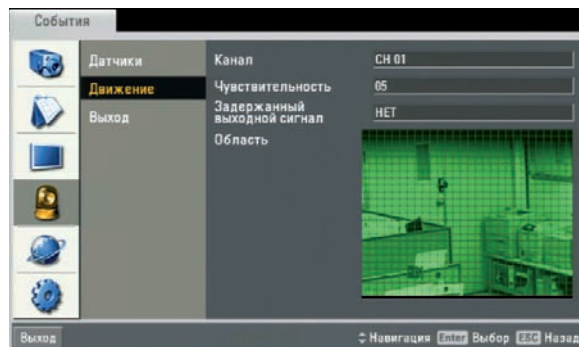 События
Датчики
Движение
Выход
Канал
CH 01
Чувствительность
05
Задержанный
выходной сигнал
НЕТ
Область
Выход
Навигация Enter Выбор ESC Назад